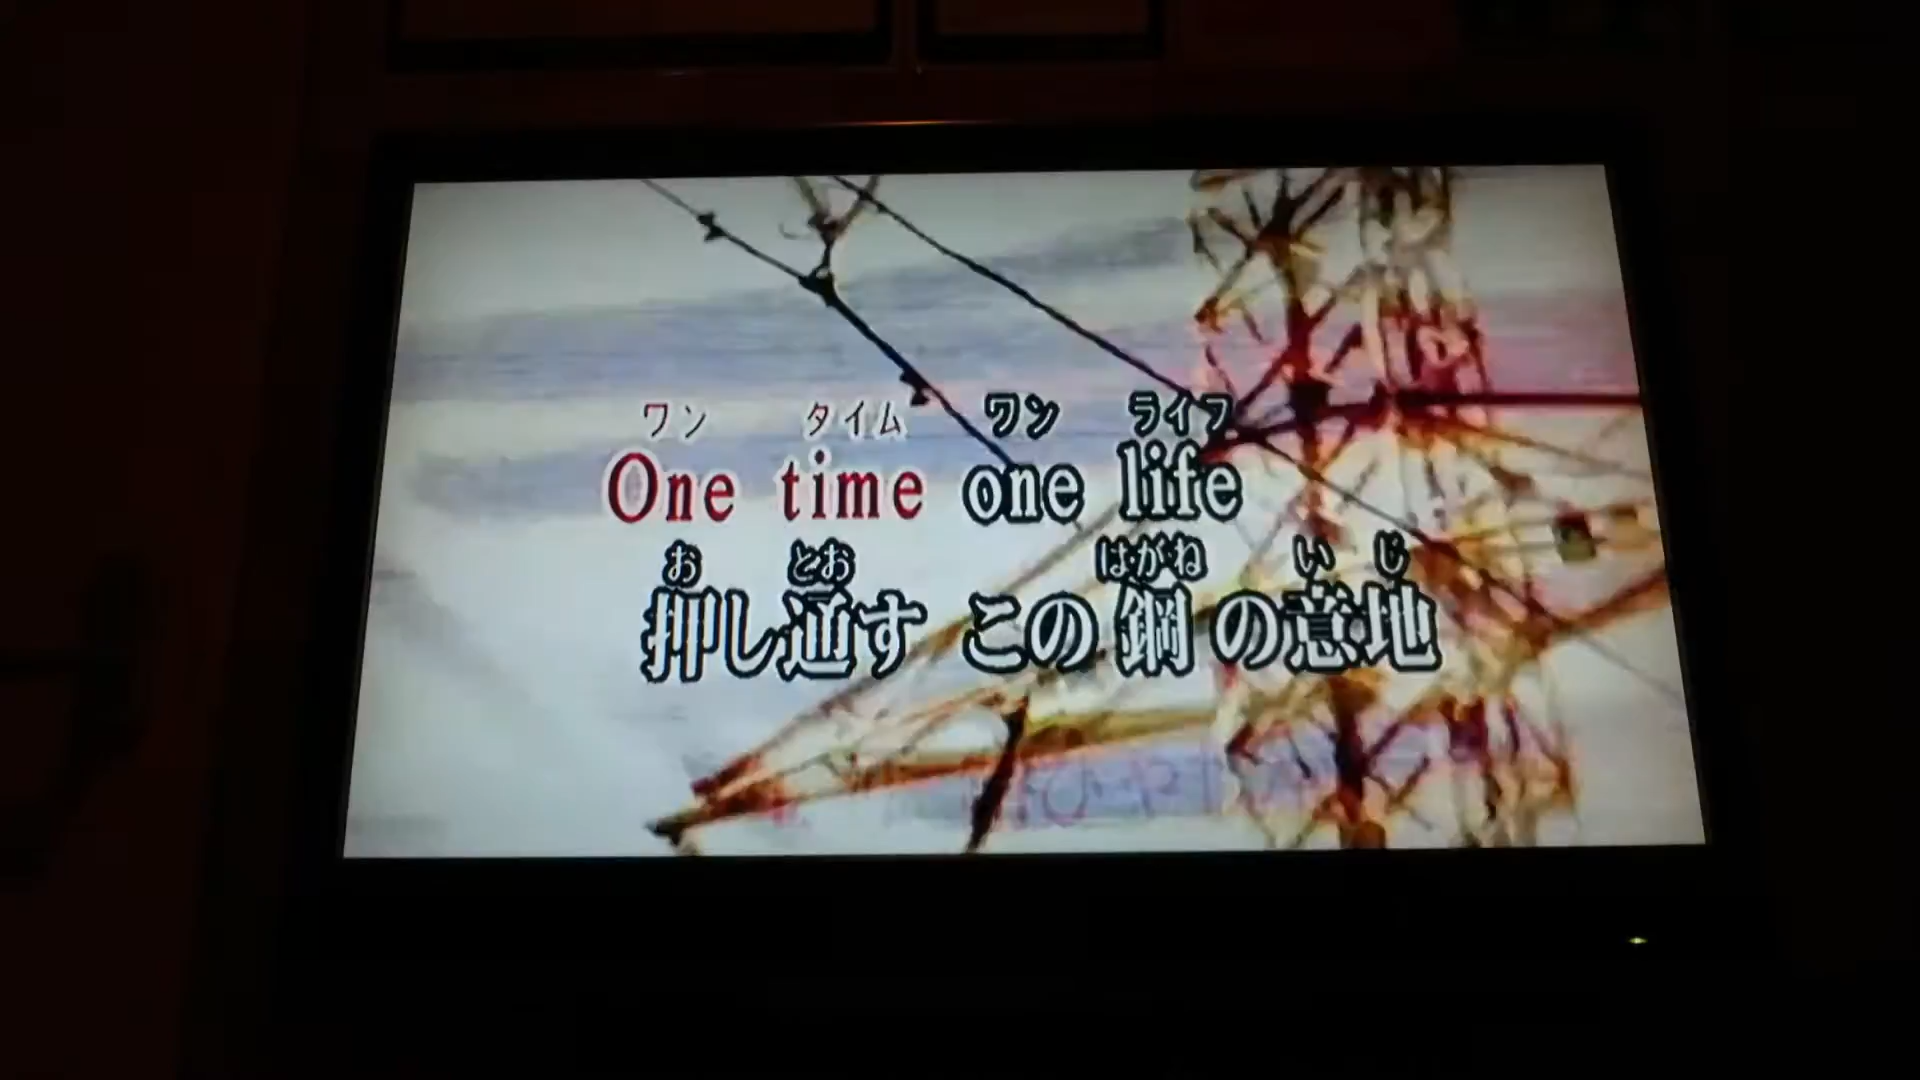 ワン タイム ワン ライフ
One time one life
お とお はがね い じ
押し通す この 鋼 の意地